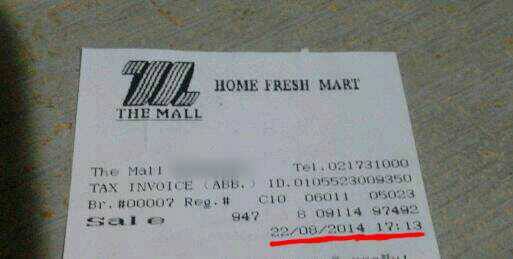 HOME FRESH MART
THE MALL
The Mall Tel.021731000
TAX INVOICE (ABB.) ID.0105523009350
Br.#00007 Reg.# C10 06011 05023
Sale 947 8 09114 97492
22/08/2014 17:13